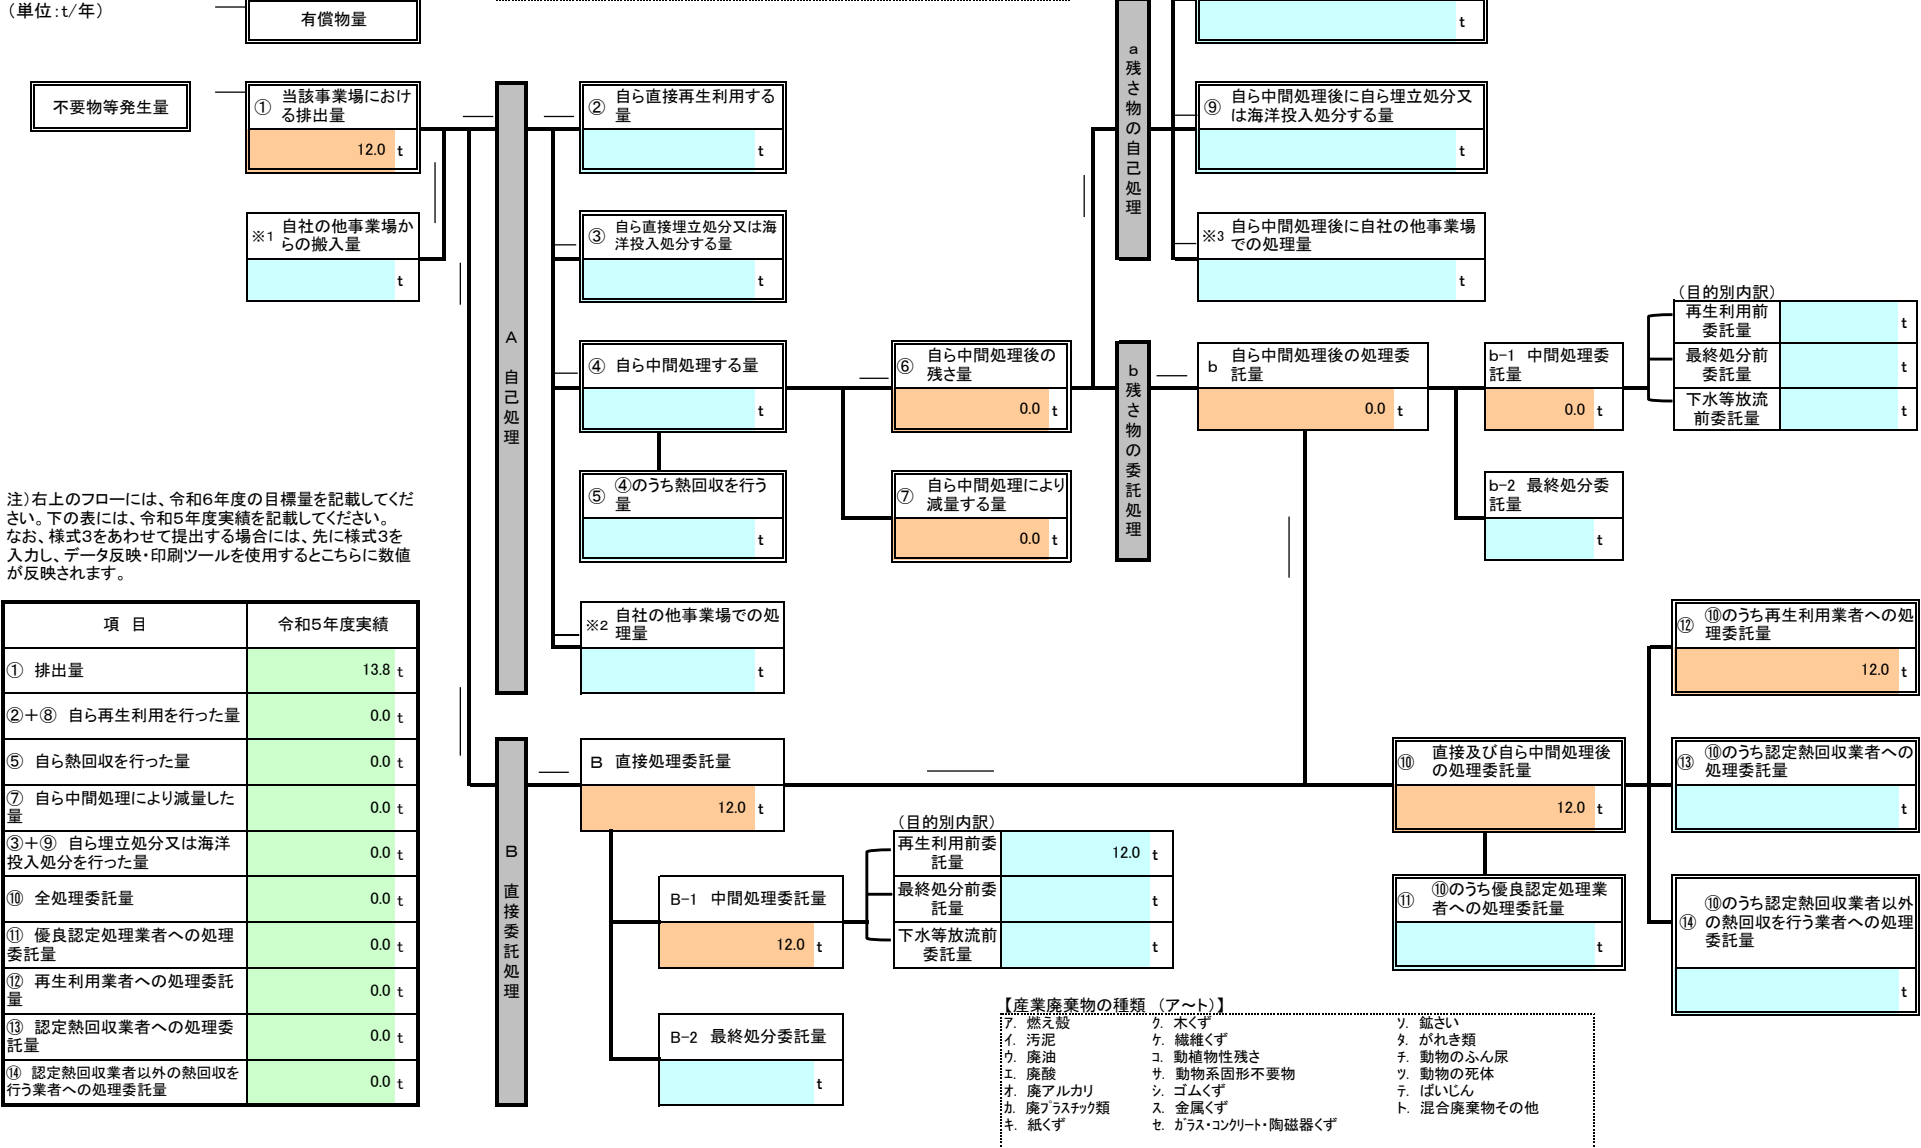 （単位：t/年）
有償物量
t
不要物等発生量
①
当該事業場におけ
る排出量
12.0 t
※1
自社の他事業場か
らの搬入量
t
A
自己処理
②
自ら直接再生利用する
量
t
③
自ら直接埋立処分又は海
洋投入処分する量
t
④ 自ら中間処理する量
t
⑤
④のうち熱回収を行う
量
t
※2
自社の他事業場での処
理量
t
⑥
自ら中間処理後の
残さ量
0.0 t
⑦
自ら中間処理により
減量する量
0.0 t
a残さ物の自己処理
⑨
自ら中間処理後に自ら埋立処分又
は海洋投入処分する量
t
※3
自ら中間処理後に自社の他事業場
での処理量
t
b残さ物の委託処理
b
自ら中間処理後の処理委
託量
0.0 t
b-1 中間処理委
託量
0.0 t
b-2 最終処分委
託量
t
（目的別内訳）
再生利用前
委託量
t
最終処分前
委託量
t
下水等放流
前委託量
t
注）右上のフローには、令和６年度の目標量を記載してくだ
さい。下の表には、令和５年度実績を記載してください。
なお、様式３をあわせて提出する場合には、先に様式３を
入力し、データ反映・印刷ツールを使用するとこちらに数値
が反映されます。
項 目 令和５年度実績
① 排出量 13.8 t
②＋⑧ 自ら再生利用を行った量 0.0 t
⑤ 自ら熱回収を行った量 0.0 t
⑦ 自ら中間処理により減量した
量 0.0 t
③＋⑨ 自ら埋立処分又は海洋
投入処分を行った量 0.0 t
⑩ 全処理委託量 0.0 t
⑪ 優良認定処理業者への処理
委託量 0.0 t
⑫ 再生利用業者への処理委託
量 0.0 t
⑬ 認定熱回収業者への処理委
託量 0.0 t
⑭ 認定熱回収業者以外の熱回収を
行う業者への処理委託量 0.0 t
B
直接委託処理
B 直接処理委託量
12.0 t
B-1 中間処理委託量
12.0 t
B-2 最終処分委託量
t
（目的別内訳）
再生利用前委
託量
12.0 t
最終処分前委
託量
t
下水等放流前
委託量
t
⑩
直接及び自ら中間処理後
の処理委託量
12.0 t
⑪
⑩のうち優良認定処理業
者への処理委託量
t
⑫
⑩のうち再生利用業者への処
理委託量
12.0 t
⑬
⑩のうち認定熱回収業者への
処理委託量
t
⑭
⑩のうち認定熱回収業者以外
の熱回収を行う業者への処理
委託量
t
【産業廃棄物の種類 （ア～ト）】
ア. 燃え殻 ク. 木くず ソ. 鉱さい
イ. 汚泥 ケ. 繊維くず タ. がれき類
ウ. 廃油 コ. 動植物性残さ チ. 動物のふん尿
エ. 廃酸 サ. 動物系固形不要物 ツ. 動物の死体
オ. 廃アルカリ シ. ゴムくず テ. ばいじん
カ. 廃プラスチック類 ス. 金属くず ト. 混合廃棄物その他
キ. 紙くず セ. ガラス・コンクリート・陶磁器くず